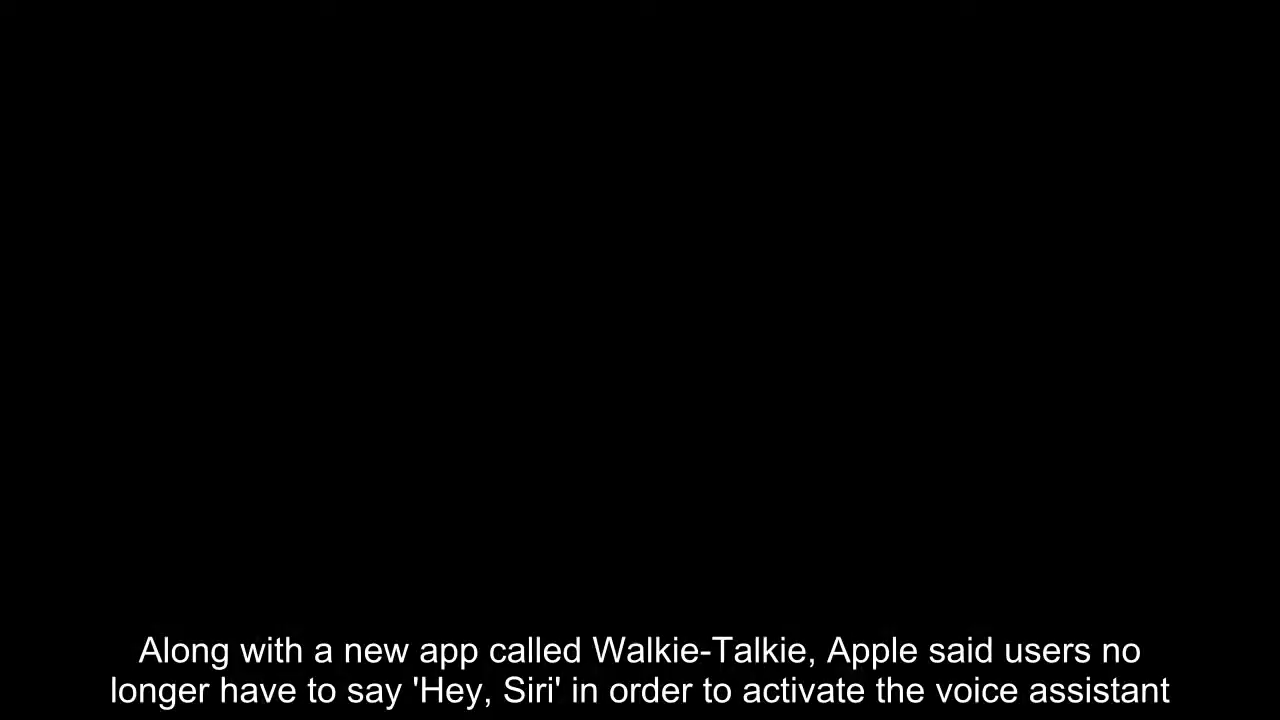 Along with a new app called Walkie-Talkie, Apple said users no
longer have to say 'Hey, Siri' in order to activate the voice assistant